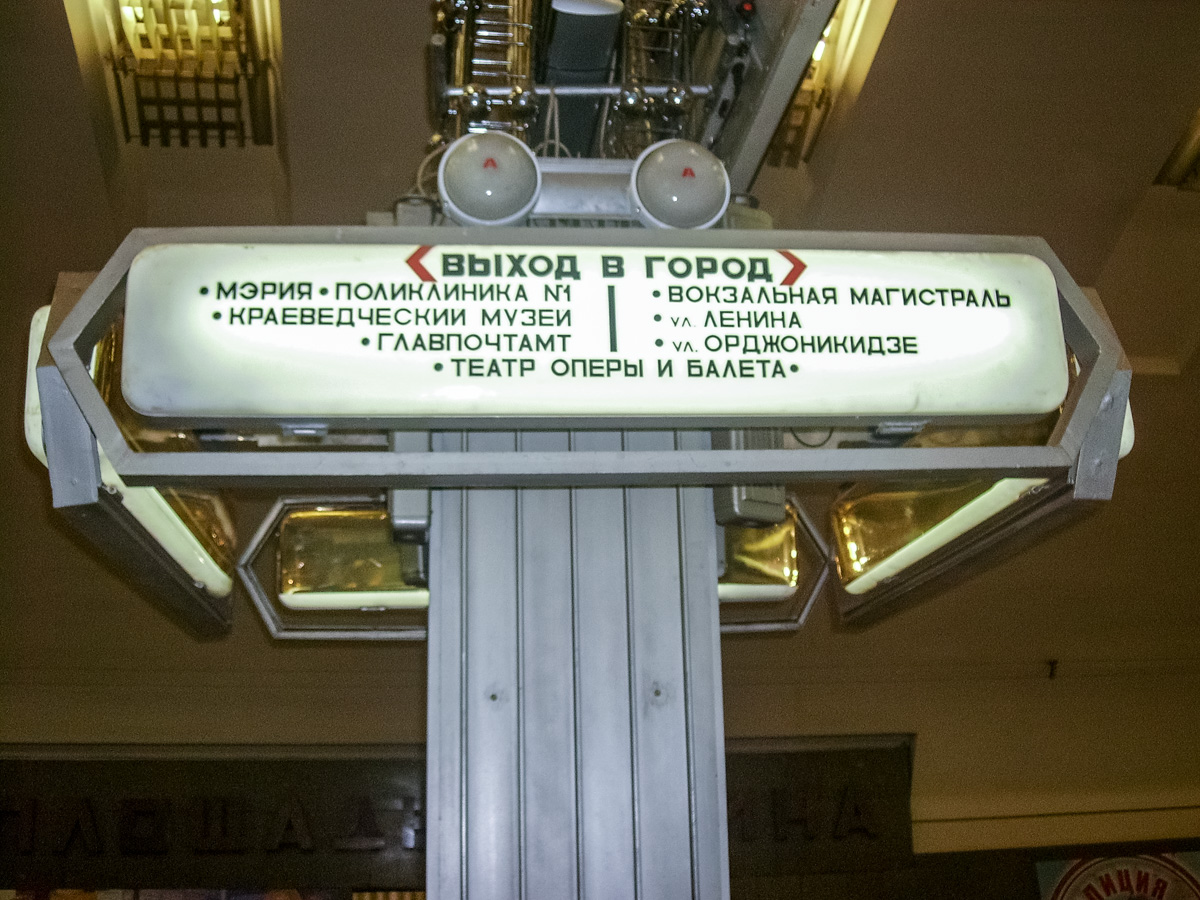 А А
ВЫХОД В ГОРОД
• МЭРИЯ • ПОЛИКЛИНИКА №1
• КРАЕВЕДЧЕСКИЙ МУЗЕЙ
• ГЛАВПОЧТАМТ
• ВОКЗАЛЬНАЯ МАГИСТРАЛЬ
• ул. ЛЕНИНА
• ул. ОРДЖОНИКИДЗЕ
• ТЕАТР ОПЕРЫ И БАЛЕТА •